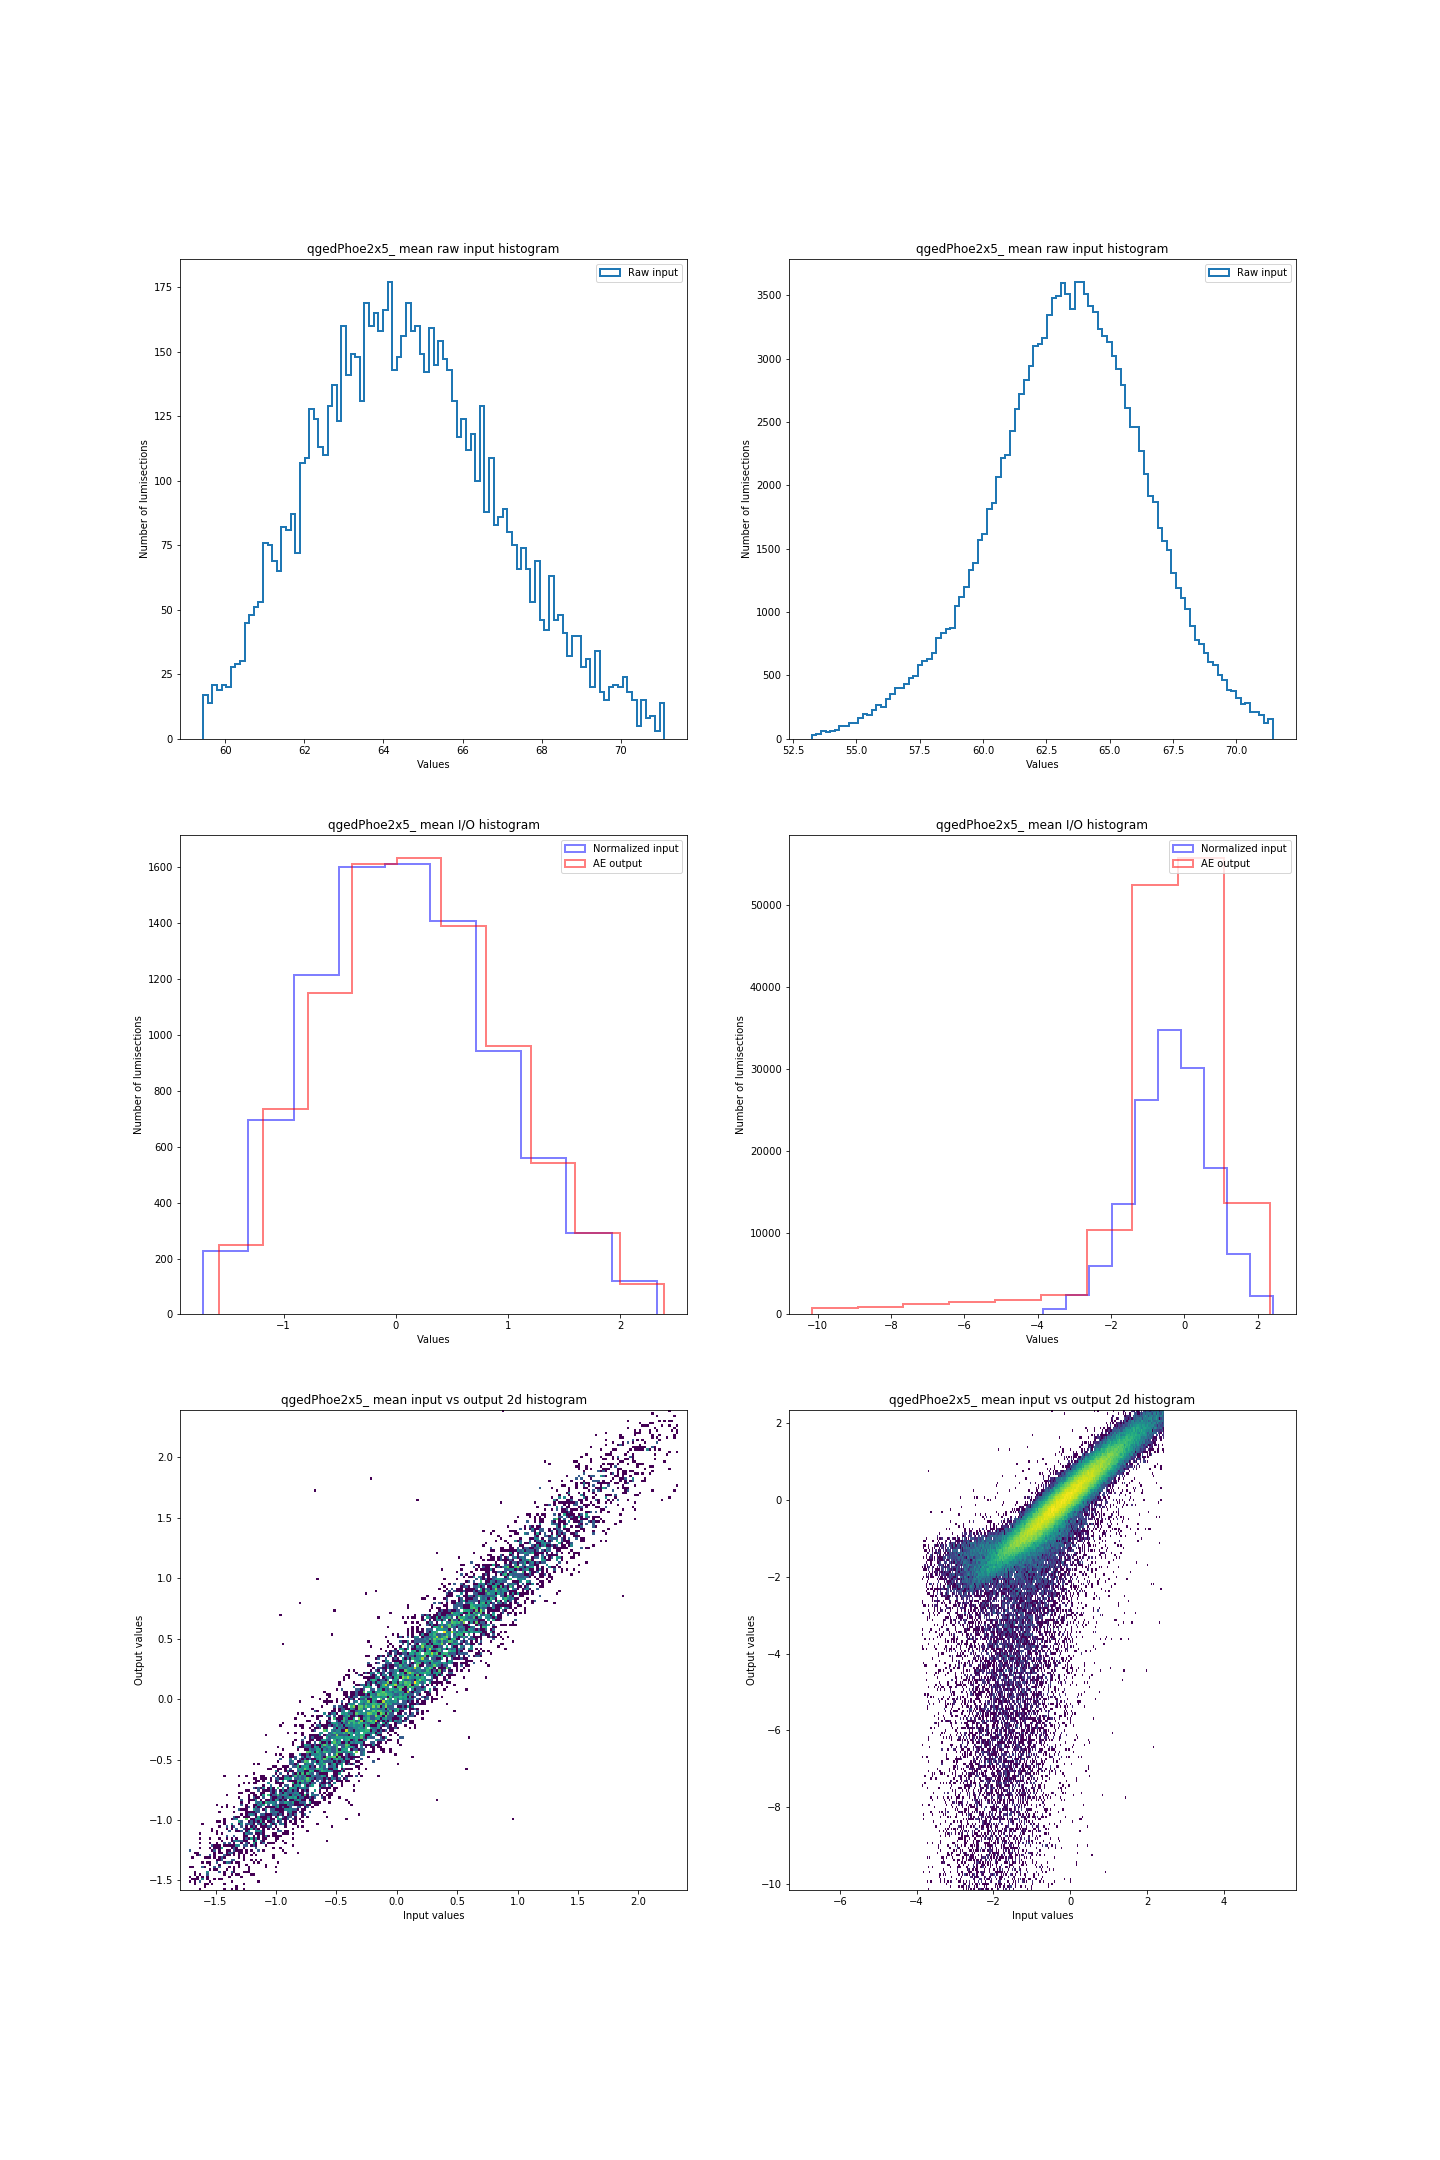 qgedPhoe2x5_ mean raw input histogram
Raw input
Number of lumisections
175
150
125
100
75
50
25
0
60 62 64 66 68 70
Values
qgedPhoe2x5_ mean raw input histogram
Raw input
Number of lumisections
3500
3000
2500
2000
1500
1000
500
0
52.5 55.0 57.5 60.0 62.5 65.0 67.5 70.0
Values
qgedPhoe2x5_ mean I/O histogram
Normalized input
AE output
Number of lumisections
1600
1400
1200
1000
800
600
400
200
0
−1 0 1 2
Values
qgedPhoe2x5_ mean I/O histogram
Normalized input
AE output
Number of lumisections
50000
40000
30000
20000
10000
0
−10 −8 −6 −4 −2 0 2
Values
qgedPhoe2x5_ mean input vs output 2d histogram
Output values
2.0
1.5
1.0
0.5
0.0
−0.5
−1.0
−1.5
−1.5 −1.0 −0.5 0.0 0.5 1.0 1.5 2.0
Input values
qgedPhoe2x5_ mean input vs output 2d histogram
Output values
2
0
−2
−4
−6
−8
−10
−6 −4 −2 0 2 4
Input values